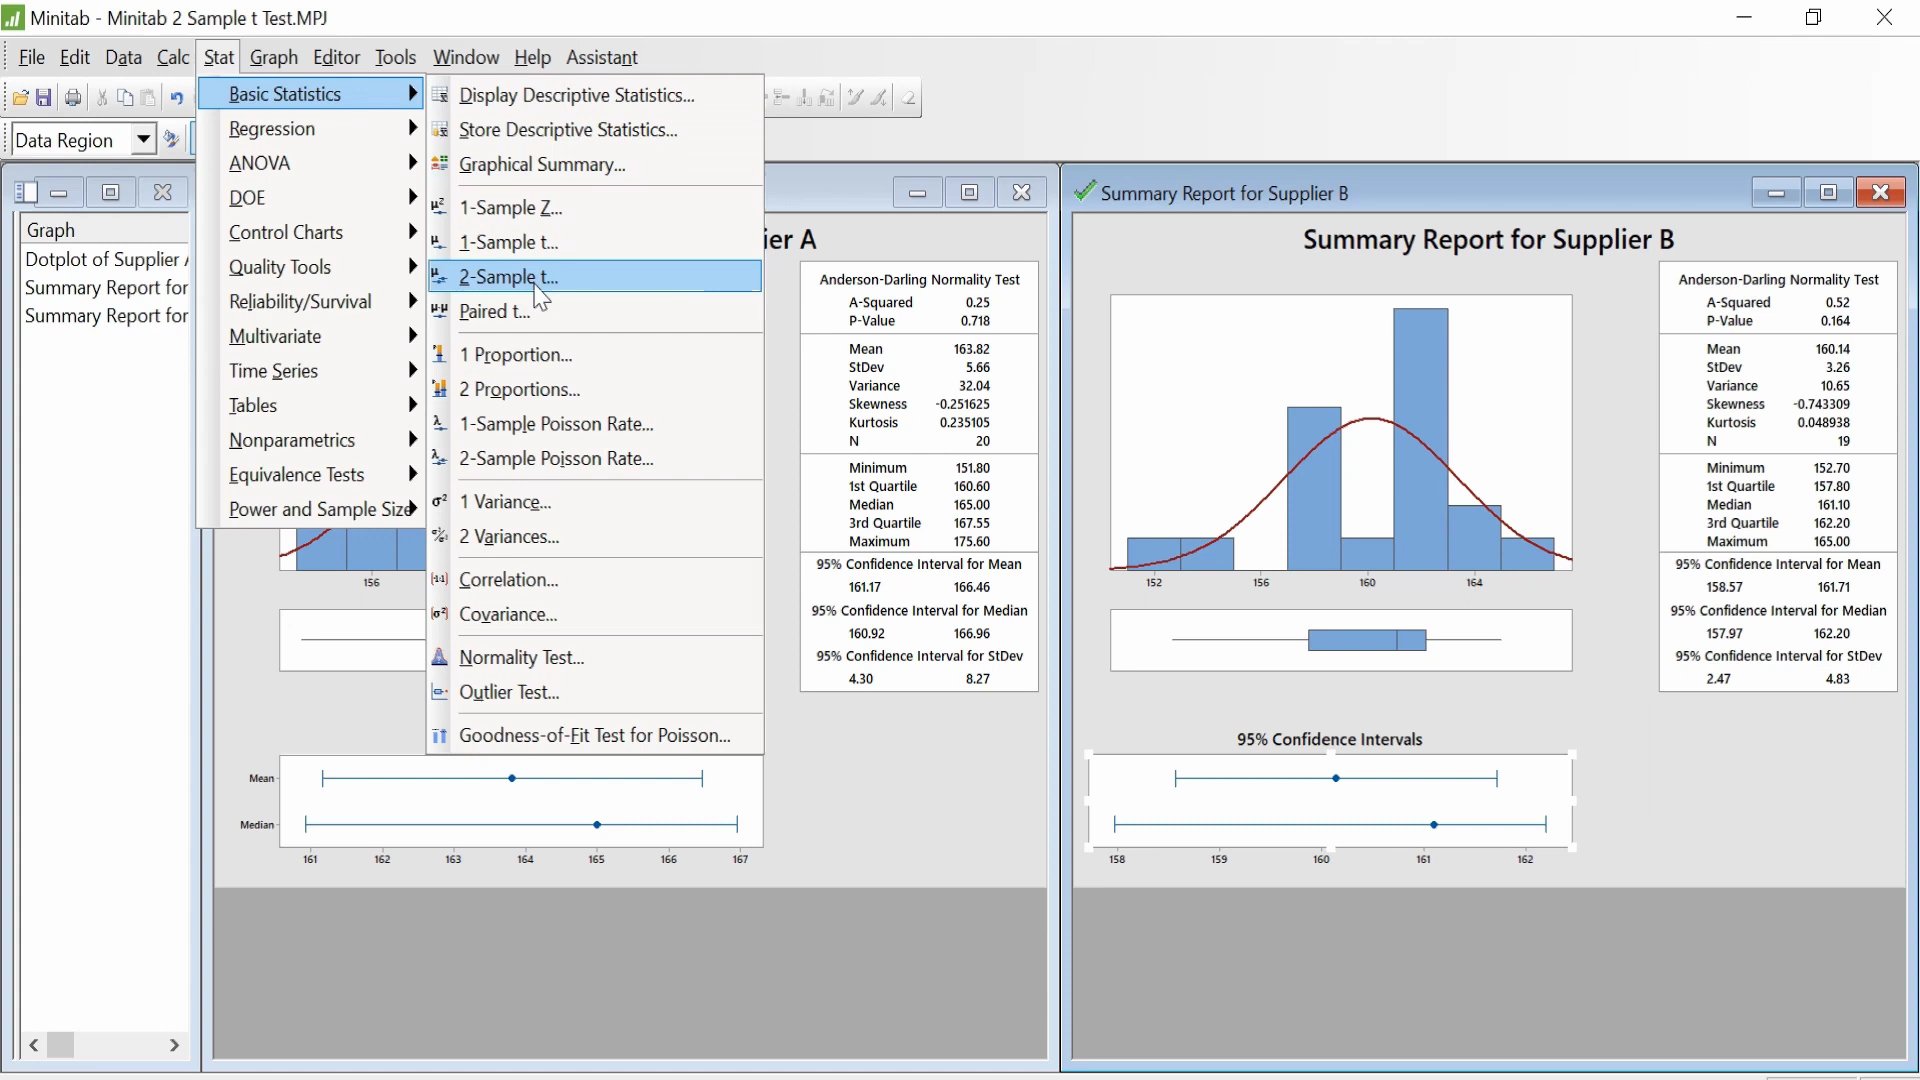 Minitab - Minitab 2 Sample t Test.MPJ
File Edit Data Calc Stat Graph Editor Tools Window Help Assistant
Data Region
Basic Statistics
Regression
ANOVA
DOE
Control Charts
Quality Tools
Reliability/Survival
Multivariate
Time Series
Tables
Nonparametrics
Equivalence Tests
Power and Sample Size
Display Descriptive Statistics...
Store Descriptive Statistics...
Graphical Summary...
1-Sample Z...
1-Sample t...
2-Sample t...
Paired t...
1 Proportion...
2 Proportions...
1-Sample Poisson Rate...
2-Sample Poisson Rate...
1 Variance...
2 Variances...
Correlation...
Covariance...
Normality Test...
Outlier Test...
Goodness-of-Fit Test for Poisson...
Graph
Dotplot of Supplier
Summary Report for
Summary Report for
ier A
Anderson-Darling Normality Test
A-Squared 0.25
P-Value 0.718
Mean 163.82
StDev 5.66
Variance 32.04
Skewness -0.251625
Kurtosis 0.235105
N 20
Minimum 151.80
1st Quartile 160.60
Median 165.00
3rd Quartile 167.55
Maximum 175.60
95% Confidence Interval for Mean
161.17 166.46
95% Confidence Interval for Median
160.92 166.96
95% Confidence Interval for StDev
4.30 8.27
156
Mean
Median
161 162 163 164 165 166 167
Summary Report for Supplier B
Summary Report for Supplier B
152 156 160 164
Anderson-Darling Normality Test
A-Squared 0.52
P-Value 0.164
Mean 160.14
StDev 3.26
Variance 10.65
Skewness -0.743309
Kurtosis 0.048938
N 19
Minimum 152.70
1st Quartile 157.80
Median 161.10
3rd Quartile 162.20
Maximum 165.00
95% Confidence Interval for Mean
158.57 161.71
95% Confidence Interval for Median
157.97 162.20
95% Confidence Interval for StDev
2.47 4.83
95% Confidence Intervals
158 159 160 161 162